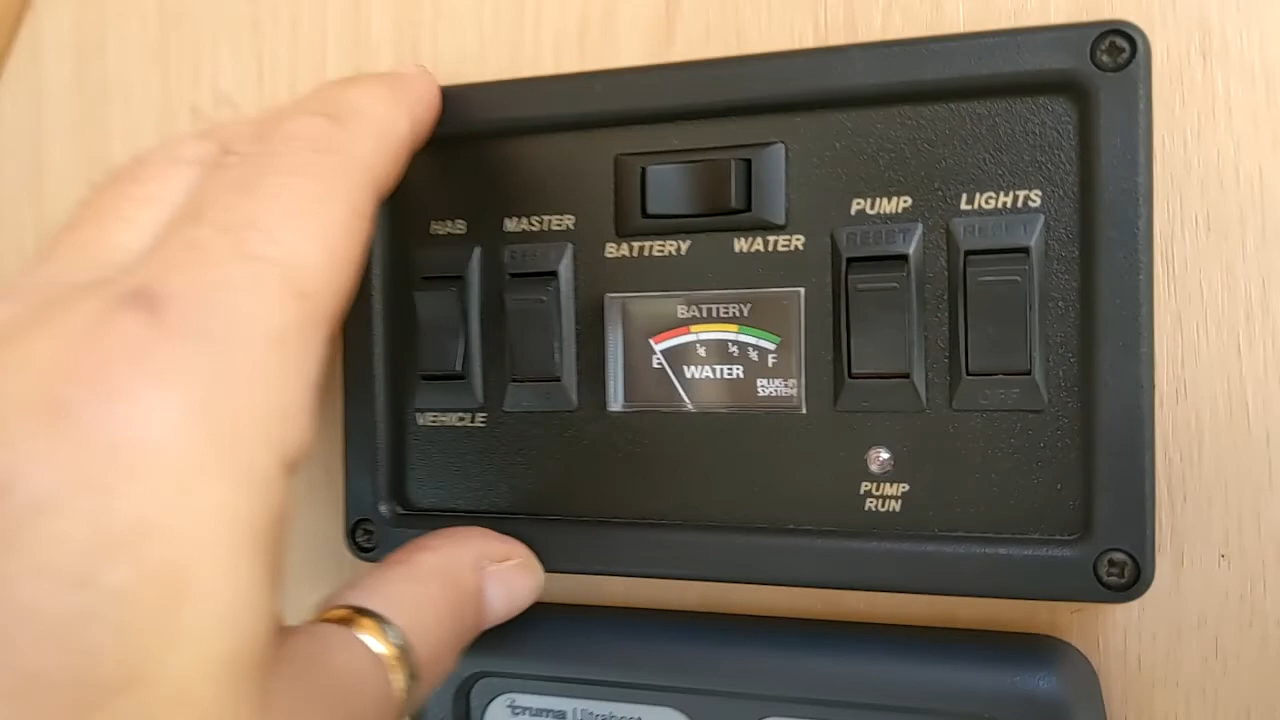 HAB
MASTER
OFF
BATTERY
WATER
PUMP
RESET
LIGHTS
RESET
BATTERY
E
¼
½
¾
F
WATER
PLUG-IN
SYSTEM
VEHICLE
OFF
PUMP
RUN
truma Ultraheat